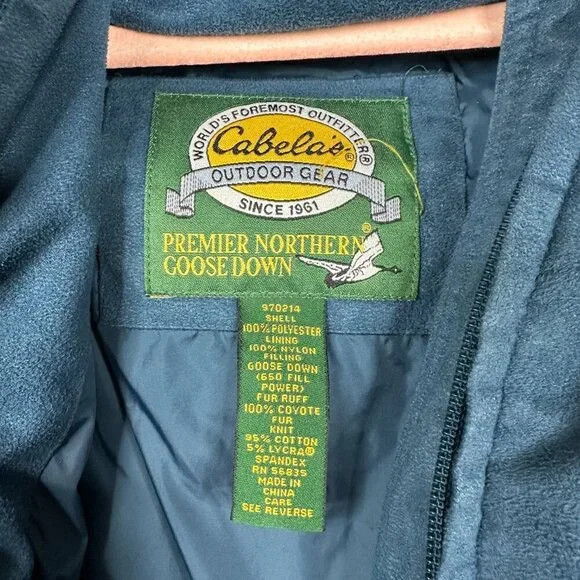 WORLD'S FOREMOST OUTFITTER®
Cabela's®
OUTDOOR GEAR
SINCE 1961
PREMIER NORTHERN®
GOOSE DOWN
970214
SHELL
100% POLYESTER
LINING
100% NYLON
FILLING
GOOSE DOWN
(650 FILL
POWER)
FUR RUFF
100% COYOTE
FUR
KNIT
95% COTTON
5% LYCRA®
SPANDEX
RN 56835
MADE IN
CHINA
CARE
SEE REVERSE